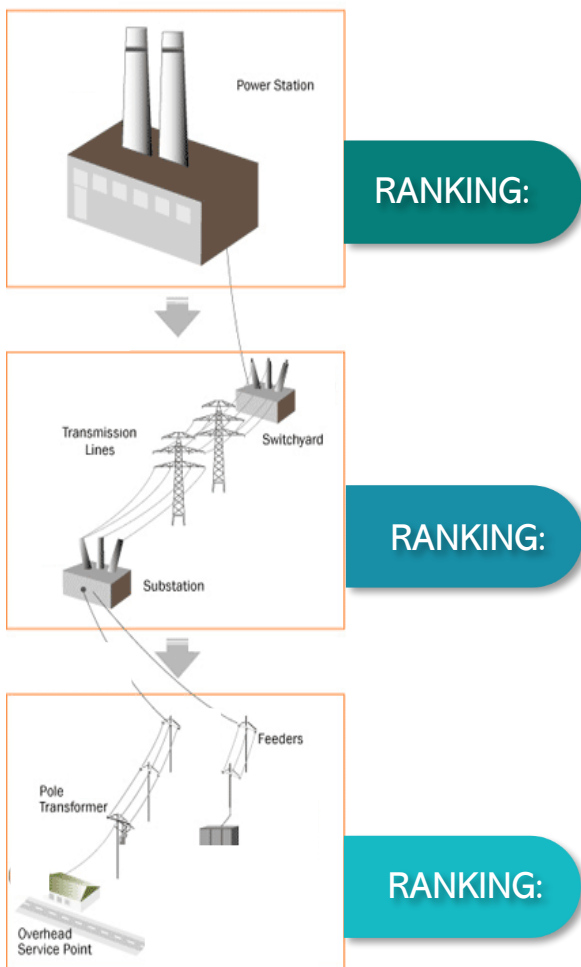 Power Station
RANKING:
Transmission
Lines
Switchyard
RANKING:
Substation
Feeders
Pole
Transformer
RANKING:
Overhead
Service Point